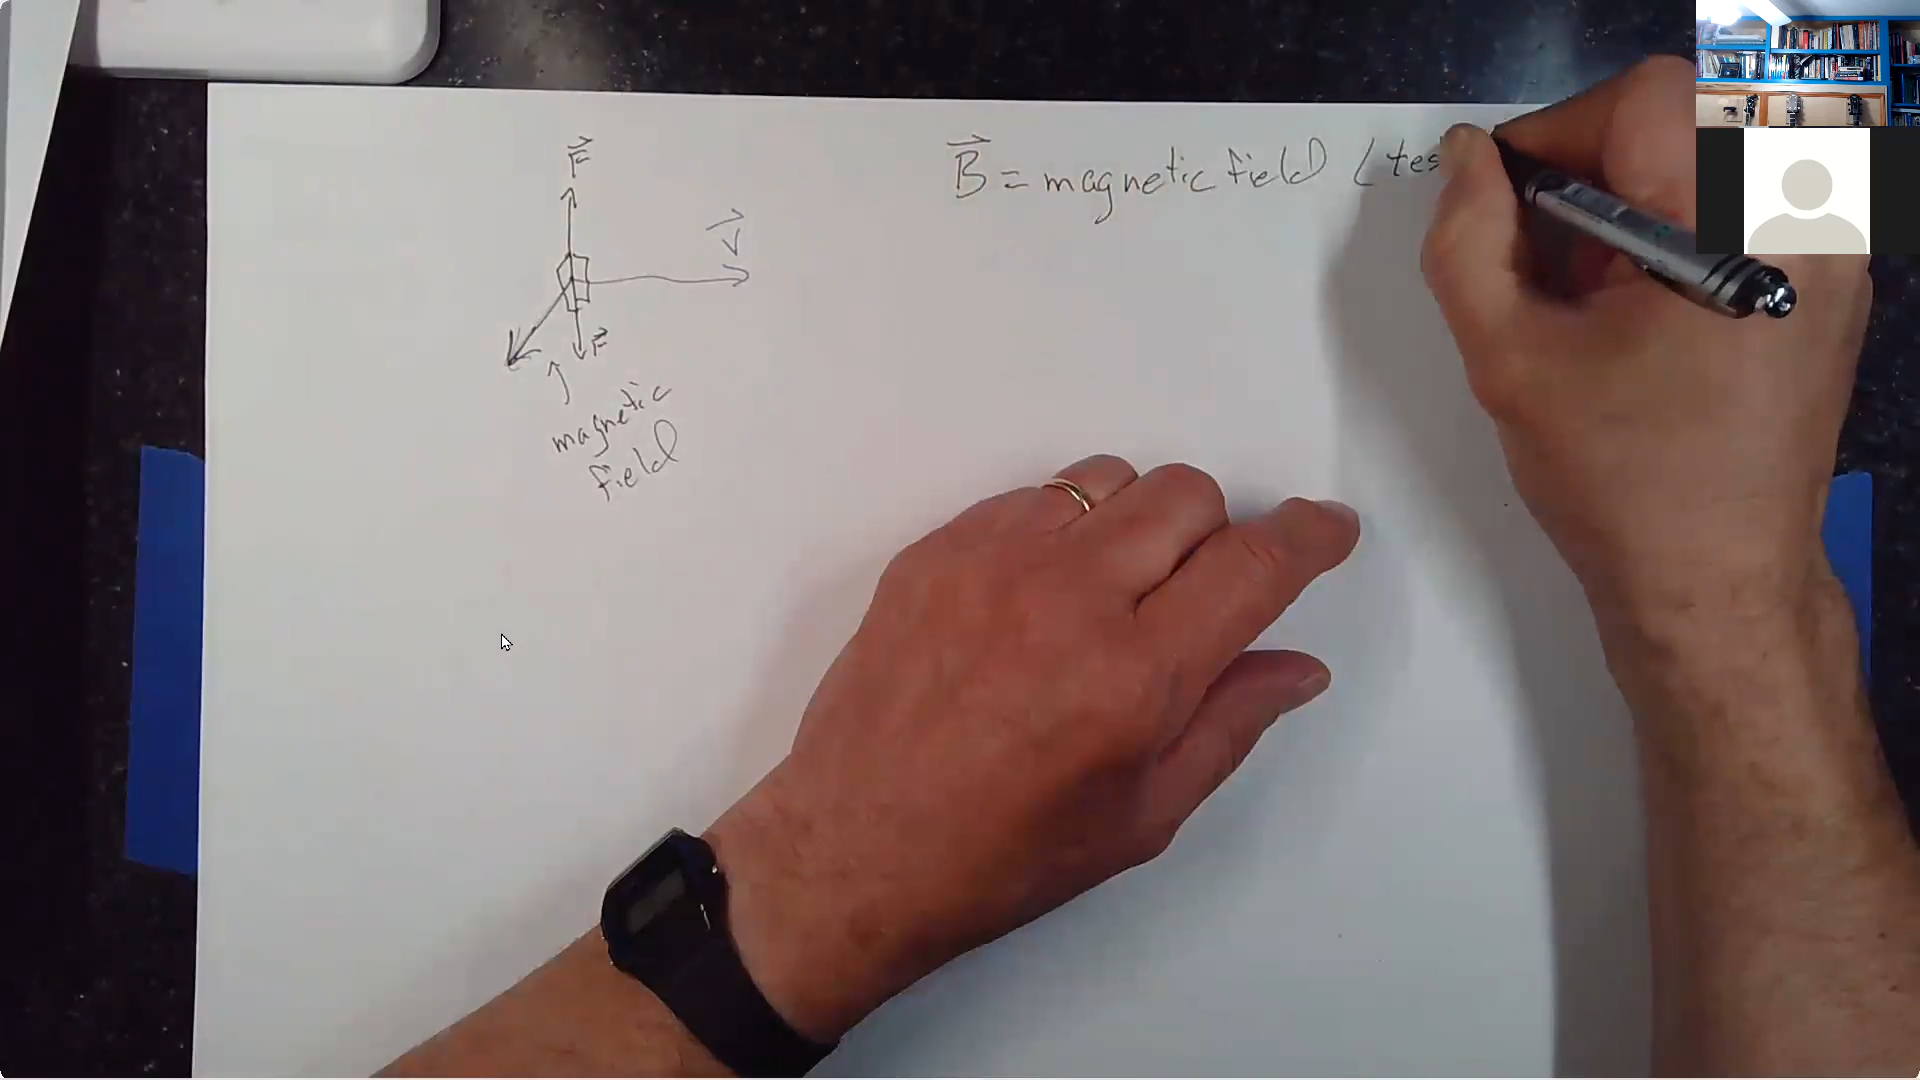 F
V
F
magnetic
field
B = magnetic field (tes